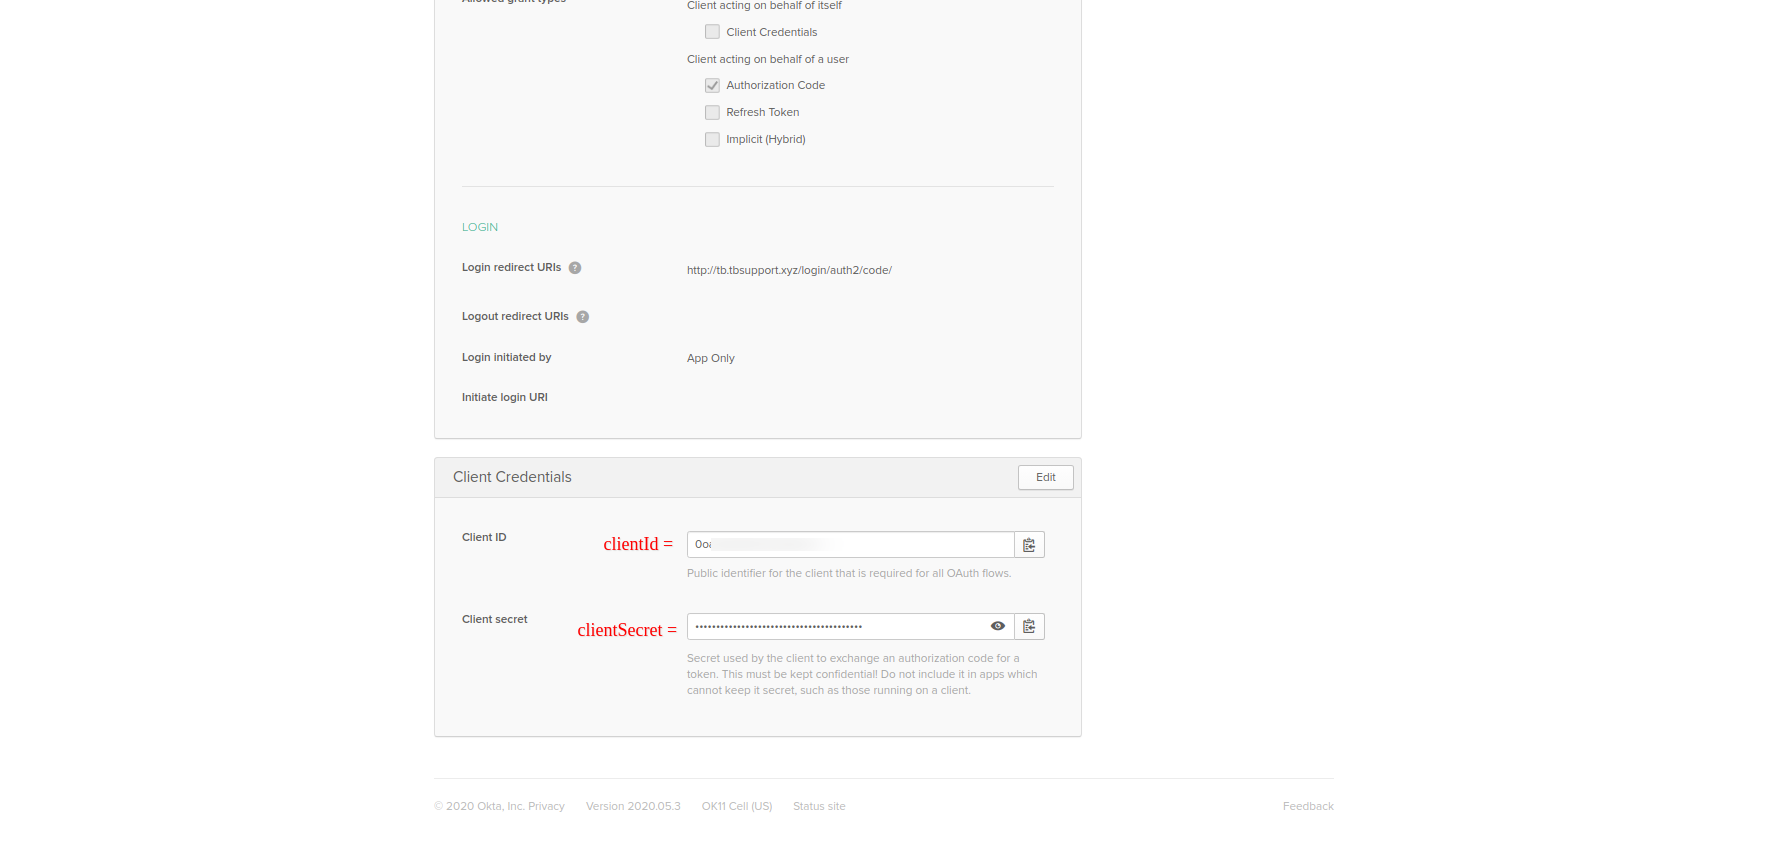 Allowed grant types
Client acting on behalf of itself
Client Credentials
Client acting on behalf of a user
Authorization Code
Refresh Token
Implicit (Hybrid)
LOGIN
Login redirect URIs ?
http://tb.tbsupport.xyz/login/auth2/code/
Logout redirect URIs ?
Login initiated by
App Only
Initiate login URI
Client Credentials
Edit
Client ID
clientId =
0oa
Public identifier for the client that is required for all OAuth flows.
Client secret
clientSecret =
••••••••••••••••••••••••••••••••••••••••
Secret used by the client to exchange an authorization code for a
token. This must be kept confidential! Do not include it in apps which
cannot keep it secret, such as those running on a client.
© 2020 Okta, Inc. Privacy Version 2020.05.3 OK11 Cell (US) Status site Feedback